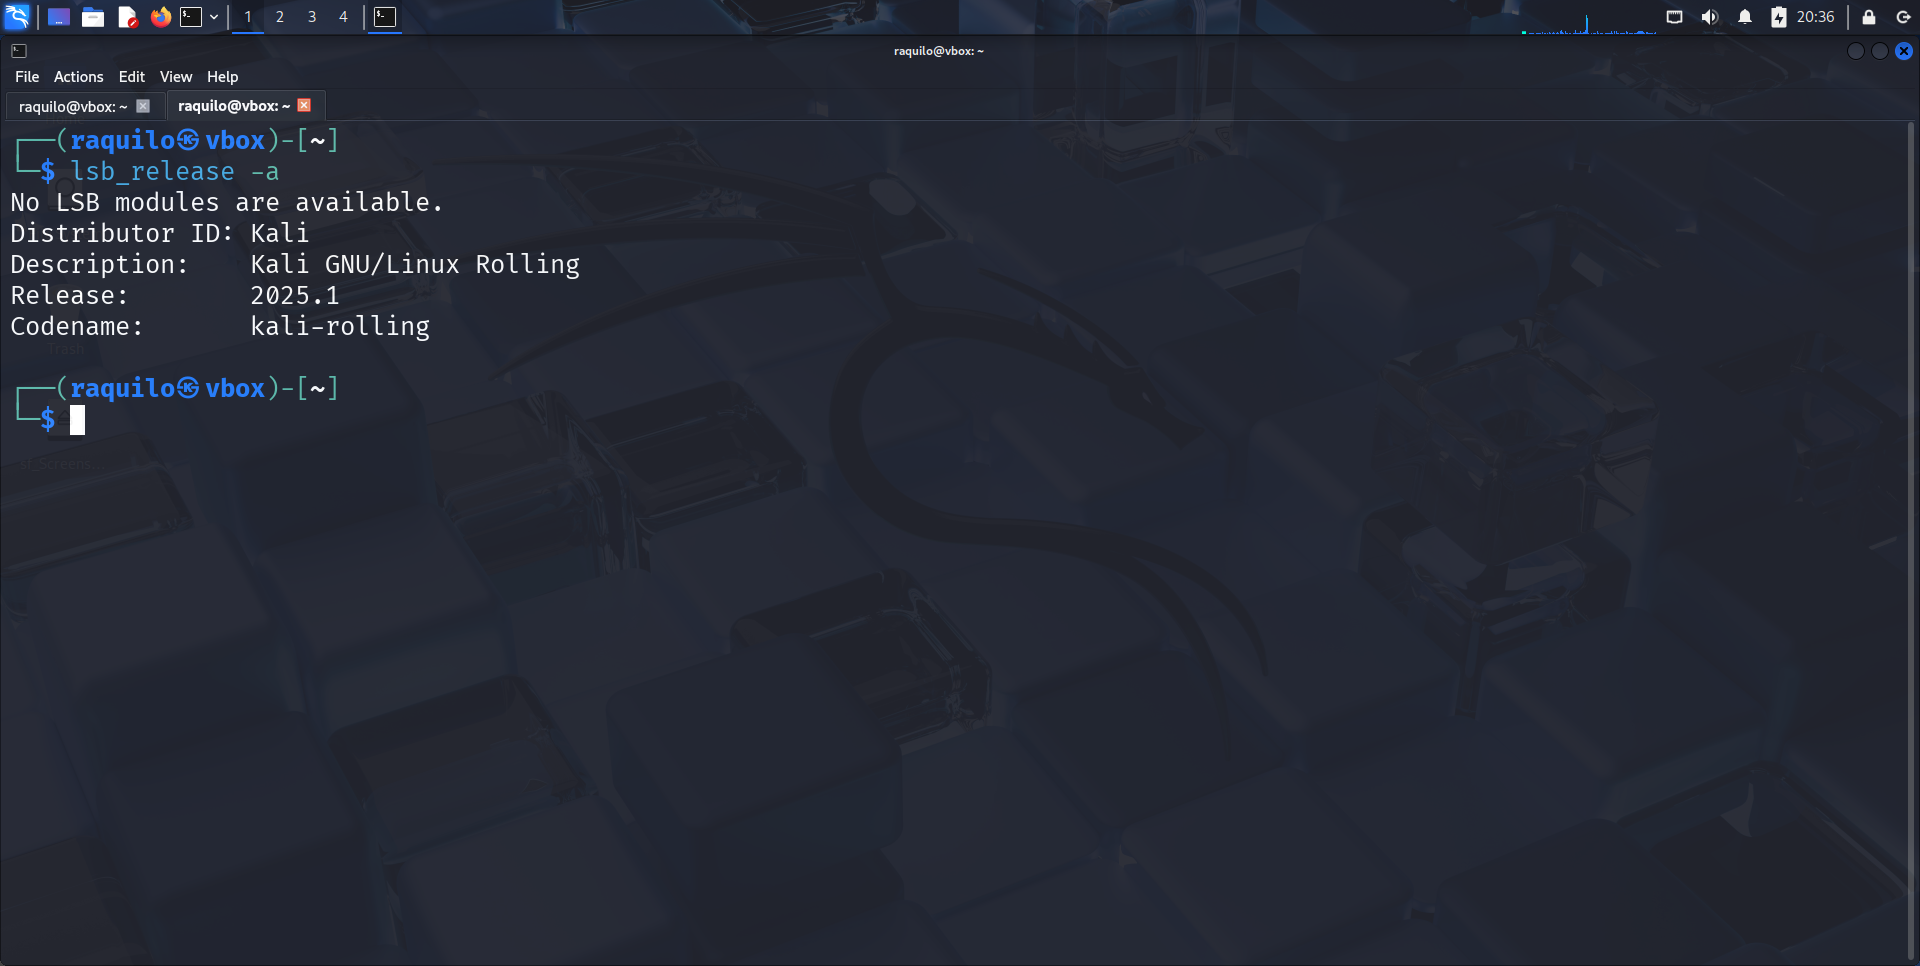 1 2 3 4 20:36
raquilo@vbox: ~
File Actions Edit View Help
raquilo@vbox: ~ raquilo@vbox: ~
┌──(raquilo㉿vbox)-[~]
└─$ lsb_release -a
No LSB modules are available.
Distributor ID: Kali
Description:    Kali GNU/Linux Rolling
Release:        2025.1
Codename:       kali-rolling
Trash
┌──(raquilo㉿vbox)-[~]
└─$
sf_Screens...